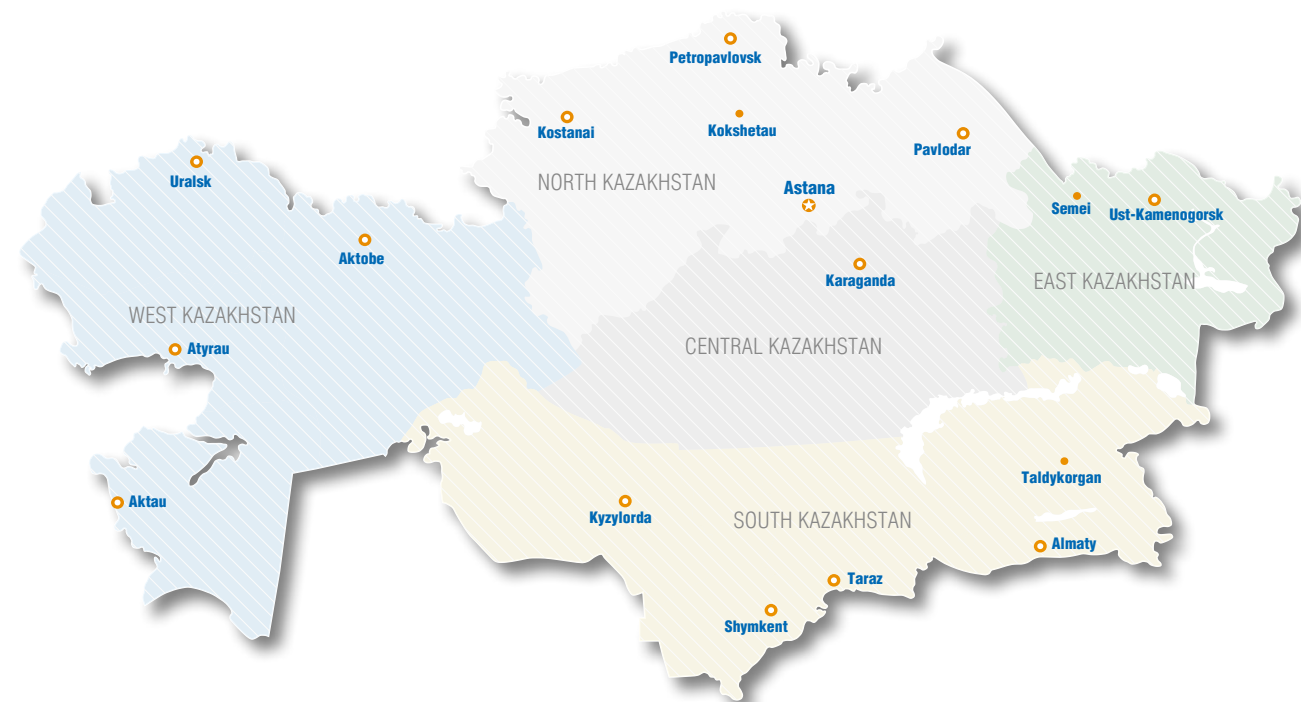 Petropavlovsk
Kostanai
Kokshetau
Pavlodar
Uralsk
NORTH KAZAKHSTAN
Astana
Semei
Ust-Kamenogorsk
Aktobe
Karaganda
EAST KAZAKHSTAN
WEST KAZAKHSTAN
Atyrau
CENTRAL KAZAKHSTAN
Taldykorgan
Aktau
Kyzylorda
SOUTH KAZAKHSTAN
Almaty
Taraz
Shymkent